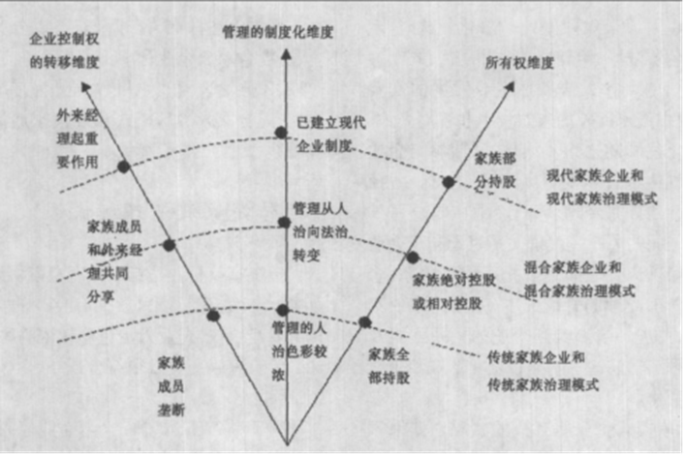 管理的制度化维度
企业控制权
的转移维度
所有权维度
外来经
理起重
要作用
已建立现代
企业制度
家族部
分持股
现代家族企业和
现代家族治理模式
家族成员
和外来经
理共同
分享
管理从人
治向法治
转变
家族绝对控股
或相对控股
混合家族企业和
混合家族治理模式
管理的人
治色彩较
浓
家族
成员
垄断
家族全
部持股
传统家族企业和
传统家族治理模式